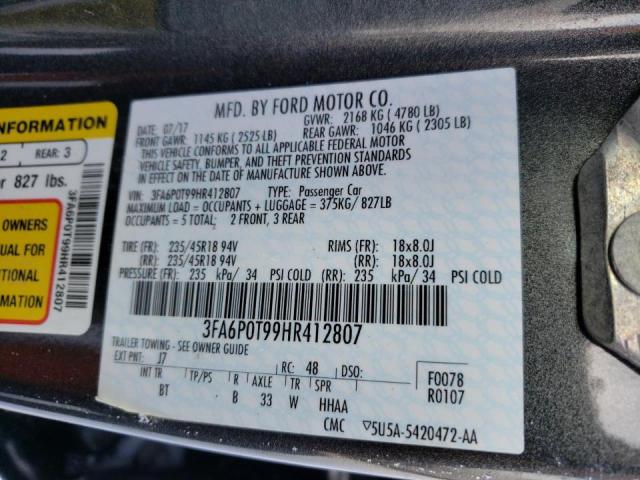 INFORMATION
2 REAR: 3
or 827 lbs.
OWNERS
UAL FOR
ITIONAL
RMATION
3FA6P0T99HR412807
MFD. BY FORD MOTOR CO.
DATE: 07/17 GVWR: 2168 KG ( 4780 LB)
FRONT GAWR: 1145 KG ( 2525 LB) REAR GAWR: 1046 KG ( 2305 LB)
THIS VEHICLE CONFORMS TO ALL APPLICABLE FEDERAL MOTOR
VEHICLE SAFETY, BUMPER, AND THEFT PREVENTION STANDARDS
IN EFFECT ON THE DATE OF MANUFACTURE SHOWN ABOVE.
VIN: 3FA6P0T99HR412807 TYPE: Passenger Car
MAXIMUM LOAD = OCCUPANTS + LUGGAGE = 375KG/ 827LB
OCCUPANTS = 5 TOTAL: 2 FRONT, 3 REAR
TIRE (FR): 235/45R18 94V RIMS (FR): 18x8.0J
(RR): 235/45R18 94V (RR): 18x8.0J
PRESSURE (FR): 235 kPa/ 34 PSI COLD (RR): 235 kPa/ 34 PSI COLD
3FA6P0T99HR412807
TRAILER TOWING - SEE OWNER GUIDE
EXT PNT: J7 RC: 48 DSO:
INT TR TP/PS R AXLE TR SPR F0078
BT B 33 W HHAA R0107
CMC ▽5U5A-5420472-AA